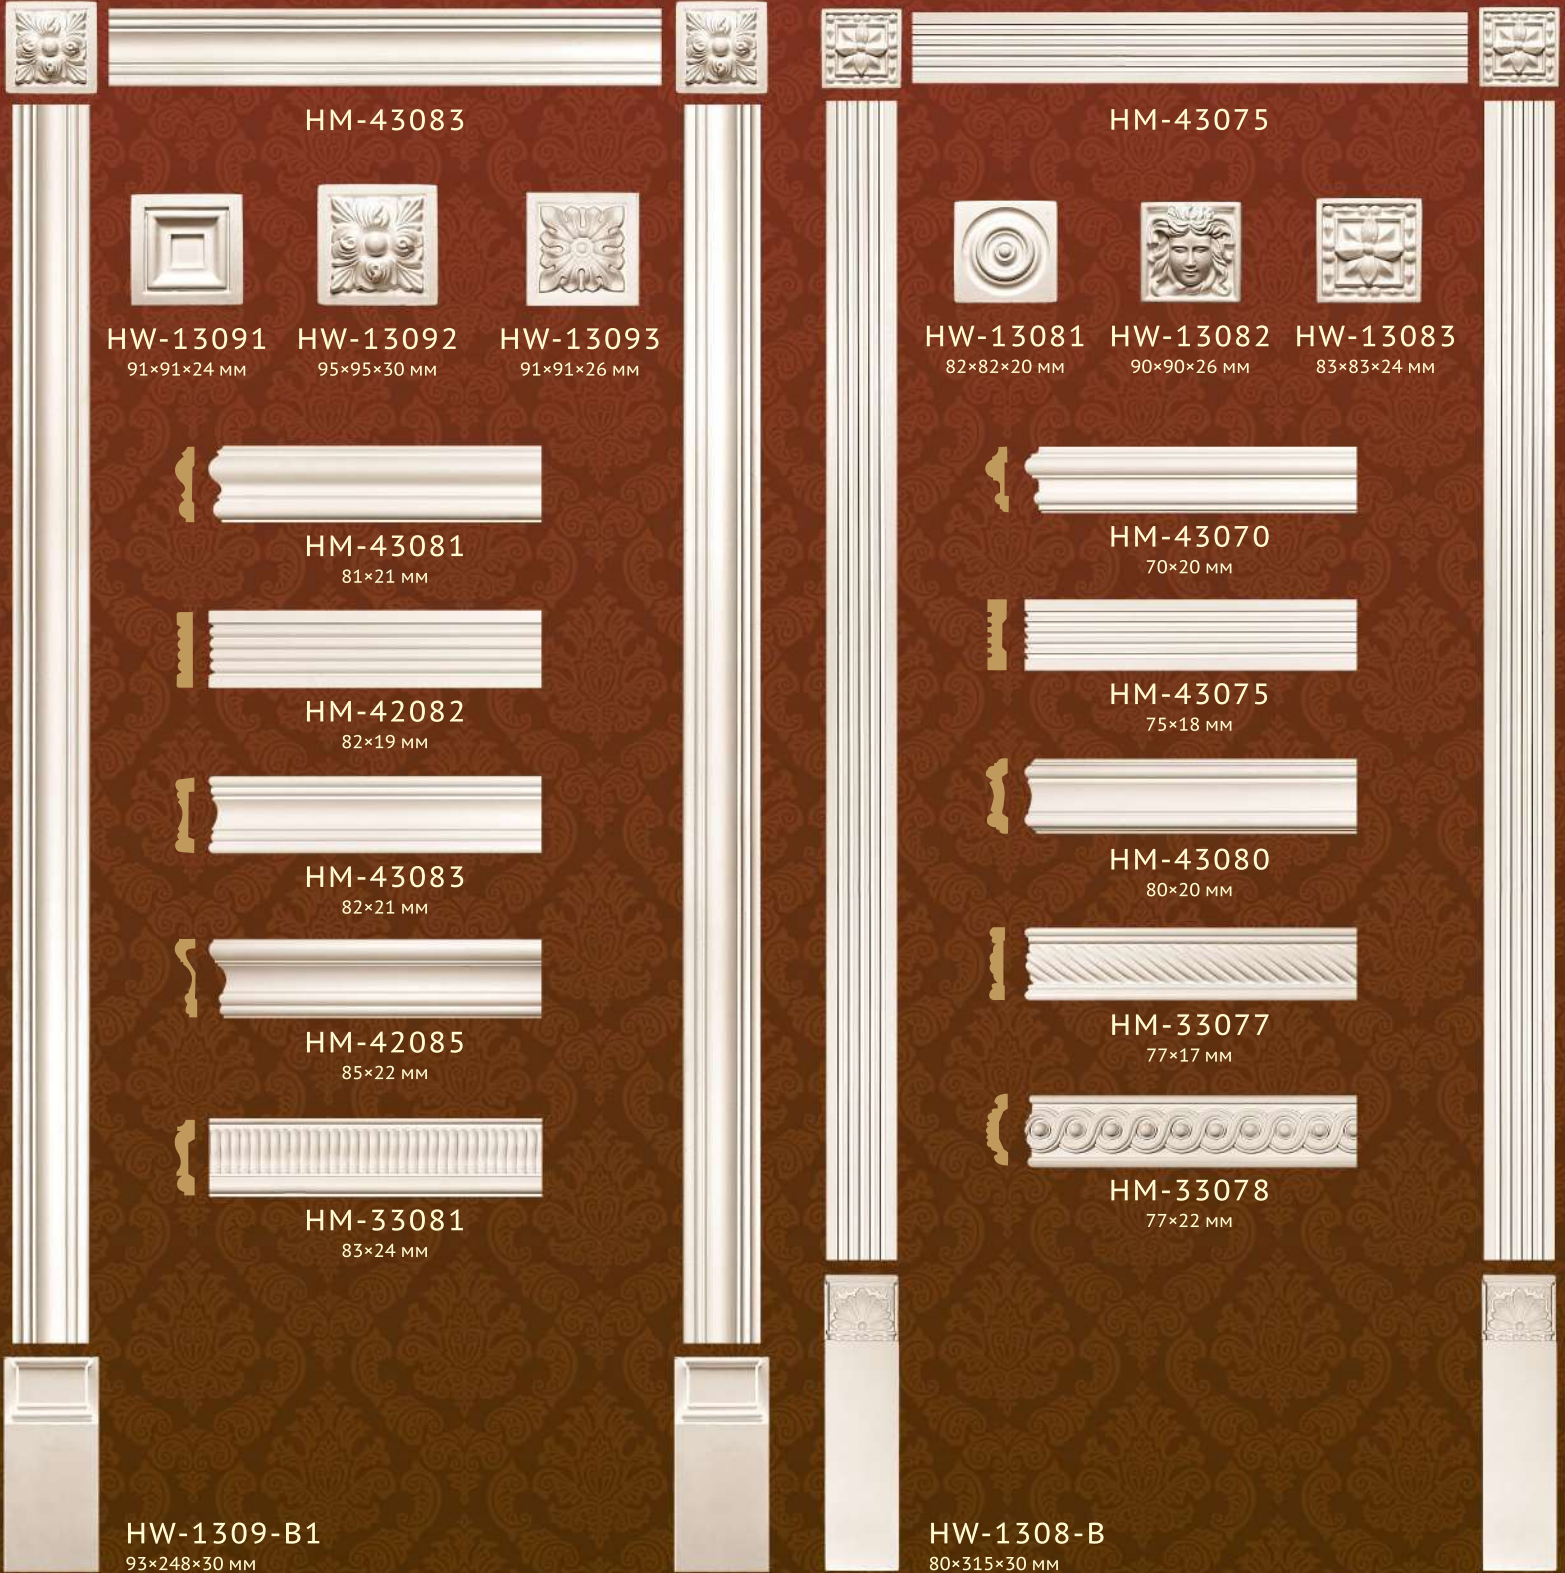 HM-43083
HW-13091
91×91×24 мм
HW-13092
95×95×30 мм
HW-13093
91×91×26 мм
HM-43081
81×21 мм
HM-42082
82×19 мм
HM-43083
82×21 мм
HM-42085
85×22 мм
HM-33081
83×24 мм
HW-1309-B1
93×248×30 мм
HM-43075
HW-13081
82×82×20 мм
HW-13082
90×90×26 мм
HW-13083
83×83×24 мм
HM-43070
70×20 мм
HM-43075
75×18 мм
HM-43080
80×20 мм
HM-33077
77×17 мм
HM-33078
77×22 мм
HW-1308-B
80×315×30 мм